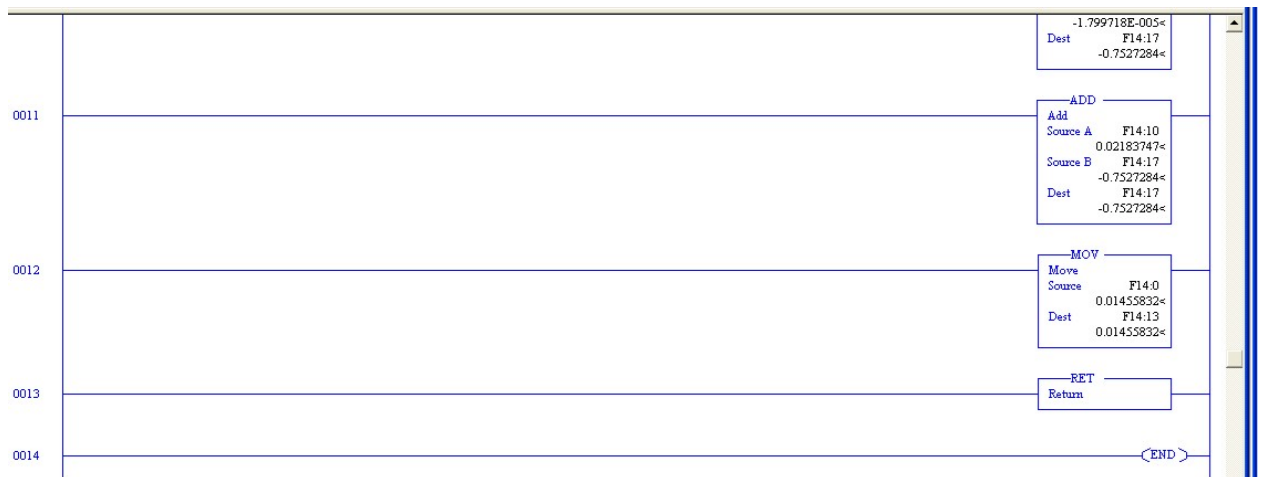 -1.799718E-005<
Dest F14:17
-0.7527284<
0011
ADD
Add
Source A F14:10
0.02183747<
Source B F14:17
-0.7527284<
Dest F14:17
-0.7527284<
0012
MOV
Move
Source F14:0
0.01455832<
Dest F14:13
0.01455832<
0013
RET
Return
0014
END